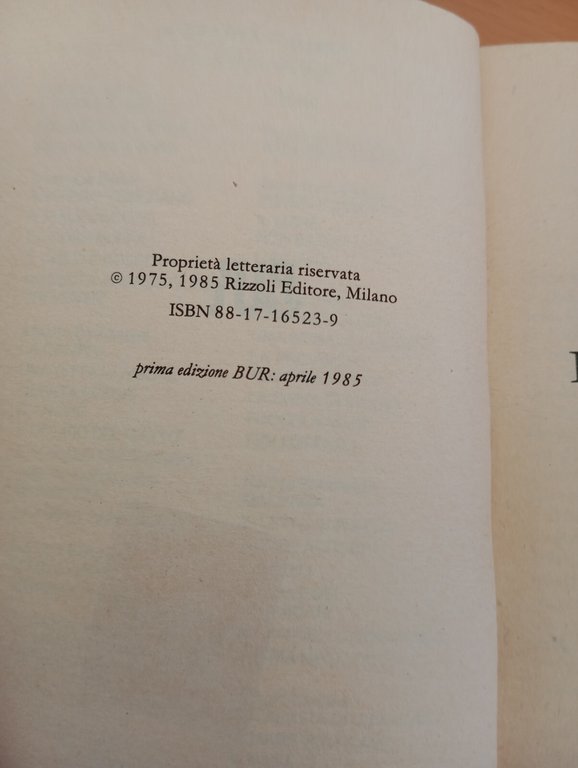 Proprietà letteraria riservata
© 1975, 1985 Rizzoli Editore, Milano
ISBN 88-17-16523-9
prima edizione BUR: aprile 1985